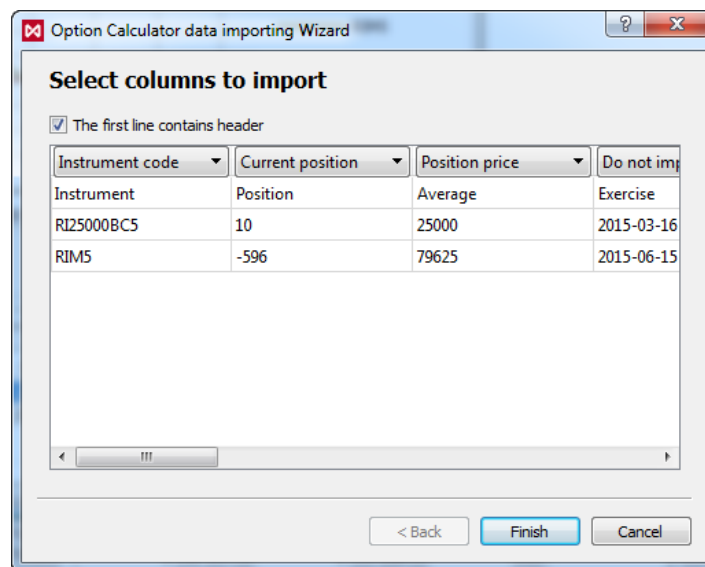 Option Calculator data importing Wizard
Select columns to import
The first line contains header
Instrument code Current position Position price Do not imp
Instrument Position Average Exercise
RI25000BC5 10 25000 2015-03-16
RIM5 -596 79625 2015-06-15
< Back Finish Cancel